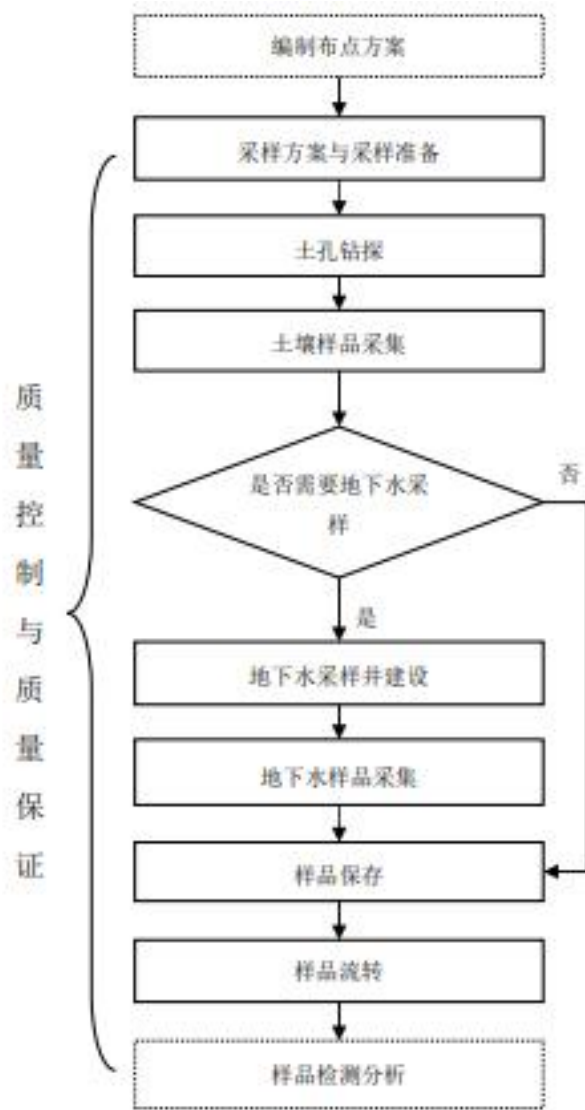 编制布点方案
采样方案与采样准备
土孔钻探
土壤样品采集
是否需要地下水采
样
否
是
地下水采样井建设
地下水样品采集
样品保存
样品流转
样品检测分析
质量控制与质量保证